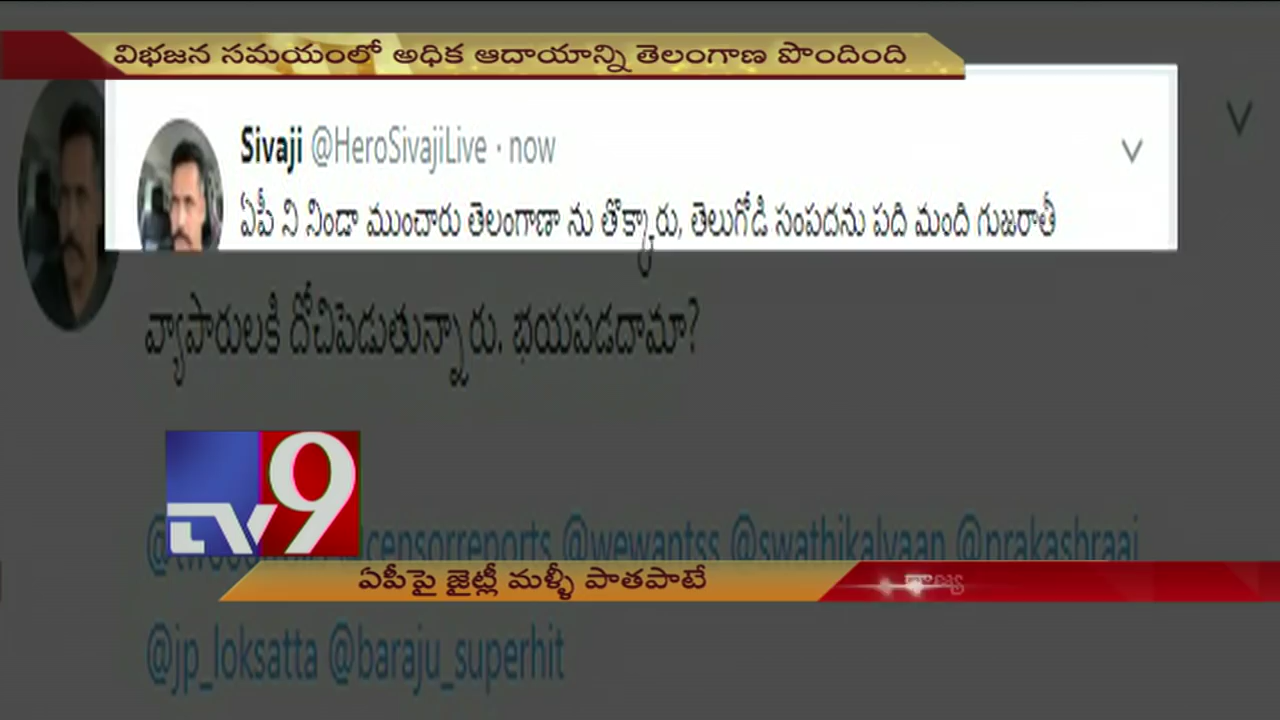 విభజన సమయంలో అధిక ఆదాయాన్ని తెలంగాణ పొందింది
Sivaji @HeroSivajiLive · now
ఏపీ ని నిండా ముంచారు తెలంగాణా ను తొక్కారు, తెలుగోడి సంపదను పది మంది గుజరాతీ
వ్యాపారులకి దోచిపెడుతున్నారు. భయపడదామా?
TV9
censorreports @wewantss @swathikalyaan @prakashraaj
ఏపీపై జైట్లీ మళ్ళీ పాతపాటే
@jp_loksatta @baraju_superhit